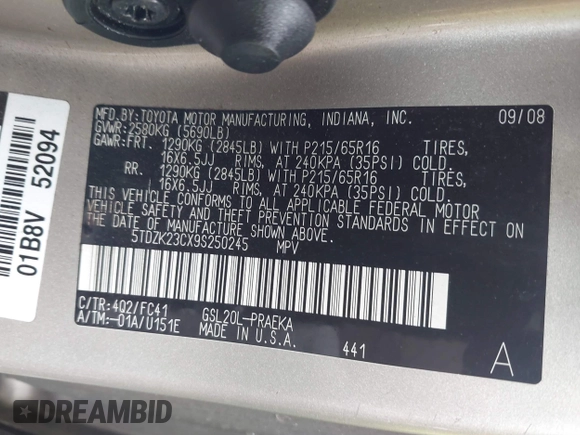 MFD.BY:TOYOTA MOTOR MANUFACTURING, INDIANA, INC. 09/08
GVWR:2580KG (5690LB)
GAWR:FRT. 1290KG (2845LB) WITH P215/65R16 TIRES,
16X6.5JJ RIMS, AT 240KPA (35PSI) COLD.
RR. 1290KG (2845LB) WITH P215/65R16 TIRES,
16X6.5JJ RIMS, AT 240KPA (35PSI) COLD.
THIS VEHICLE CONFORMS TO ALL APPLICABLE FEDERAL MOTOR
VEHICLE SAFETY AND THEFT PREVENTION STANDARDS IN EFFECT ON
THE DATE OF MANUFACTURE SHOWN ABOVE.
5TDZK23CX9S250245 MPV
C/TR:4Q2/FC41 GSL20L-PRAEKA
A/TM:-01A/U151E MADE IN U.S.A. 441 A
01B8V 52094
DREAMBID